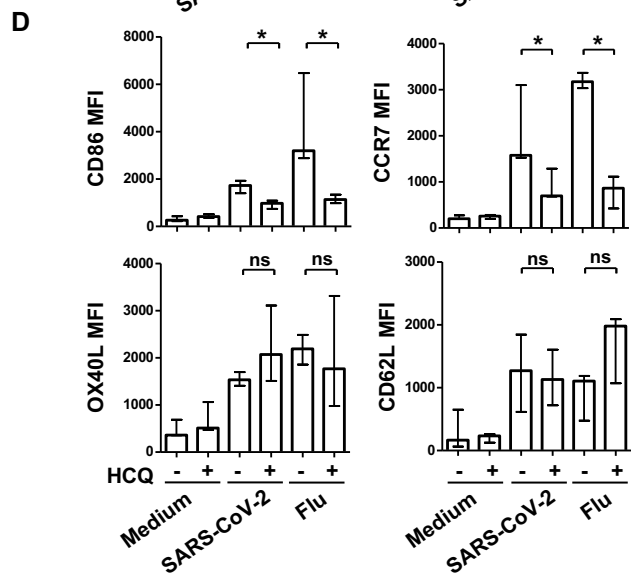 D
CD86 MFI
8000
6000
4000
2000
0
* *
CCR7 MFI
4000
3000
2000
1000
0
* *
OX40L MFI
4000
3000
2000
1000
0
ns ns
CD62L MFI
3000
2000
1000
0
ns ns
HCQ - + - + - +
Medium
SARS-CoV-2
Flu
- + - + - +
Medium
SARS-CoV-2
Flu